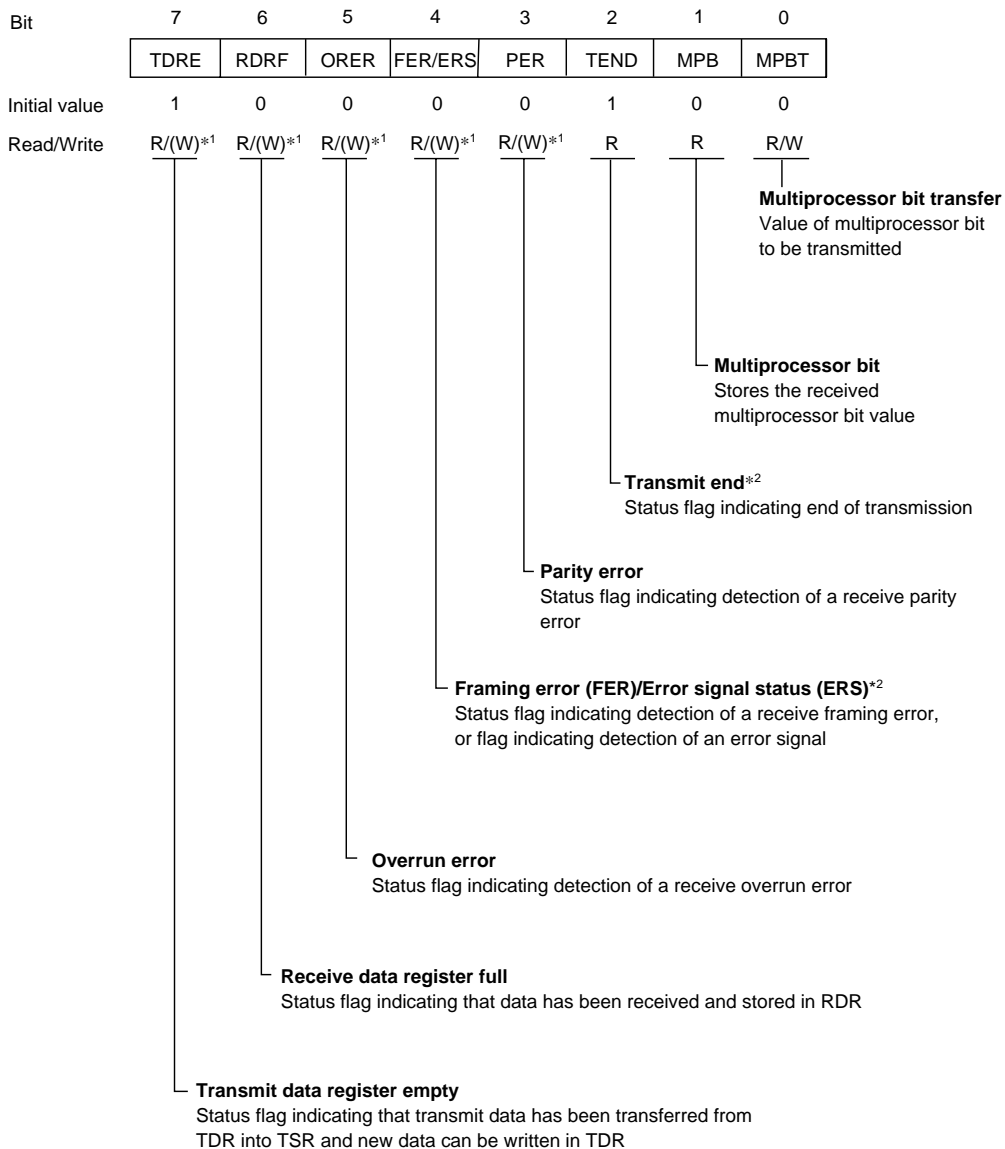 Bit 7 6 5 4 3 2 1 0
TDRE RDRF ORER FER/ERS PER TEND MPB MPBT
Initial value 1 0 0 0 0 1 0 0
Read/Write R/(W)*1 R/(W)*1 R/(W)*1 R/(W)*1 R/(W)*1 R R R/W
Multiprocessor bit transfer
Value of multiprocessor bit
to be transmitted
Multiprocessor bit
Stores the received
multiprocessor bit value
Transmit end*2
Status flag indicating end of transmission
Parity error
Status flag indicating detection of a receive parity
error
Framing error (FER)/Error signal status (ERS)*2
Status flag indicating detection of a receive framing error,
or flag indicating detection of an error signal
Overrun error
Status flag indicating detection of a receive overrun error
Receive data register full
Status flag indicating that data has been received and stored in RDR
Transmit data register empty
Status flag indicating that transmit data has been transferred from
TDR into TSR and new data can be written in TDR